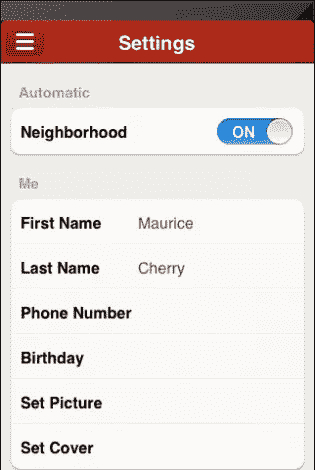 Settings
Automatic
Neighborhood ON
Me
First Name Maurice
Last Name Cherry
Phone Number
Birthday
Set Picture
Set Cover